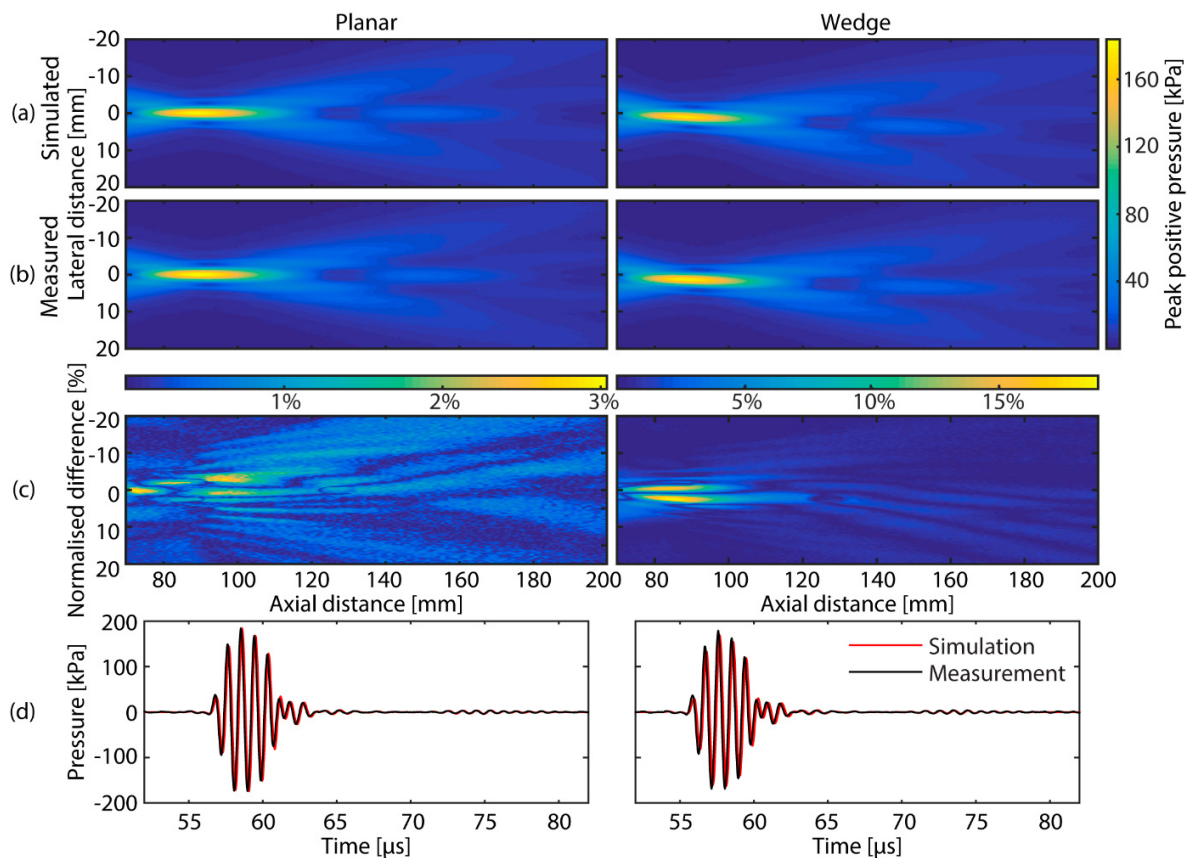 Planar Wedge
(a)
Simulated
-20
-10
0
10
20
(b)
Measured
Lateral distance [mm]
-20
-10
0
10
20
Peak positive pressure [kPa]
160
120
80
40
1% 2% 3%
5% 10% 15%
(c)
Normalised difference [%]
-20
-10
0
10
20
80 100 120 140 160 180 200
80 100 120 140 160 180 200
Axial distance [mm] Axial distance [mm]
(d)
Pressure [kPa]
200
100
0
-100
-200
Simulation
Measurement
55 60 65 70 75 80
55 60 65 70 75 80
Time [µs] Time [µs]